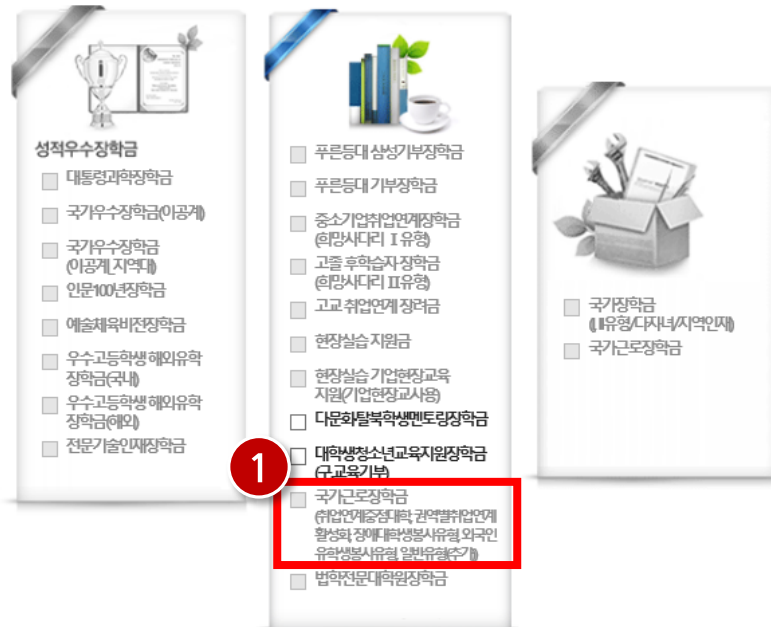 성적우수장학금
대통령과학장학금
국가우수장학금(이공계)
국가우수장학금
(이공계_지역대)
인문100년장학금
예술체육비전장학금
우수고등학생 해외유학
장학금(국내)
우수고등학생 해외유학
장학금(해외)
전문기술인재장학금
푸른등대 삼성기부장학금
푸른등대 기부장학금
중소기업취업연계장학금
(희망사다리 I 유형)
고졸 후학습자 장학금
(희망사다리 II유형)
고교 취업연계 장려금
현장실습 지원금
현장실습 기업현장교육
지원(기업현장교사용)
다문화·탈북학생멘토링장학금
대학생청소년교육지원장학금
(구.교육기부)
1
국가근로장학금
(취업연계중점대학, 권역별취업연계
활성화, 장애대학생봉사유형, 외국인
유학생봉사유형, 일반유형(추가))
법학전문대학원장학금
국가장학금
(I,II유형/다자녀/지역인재)
국가근로장학금